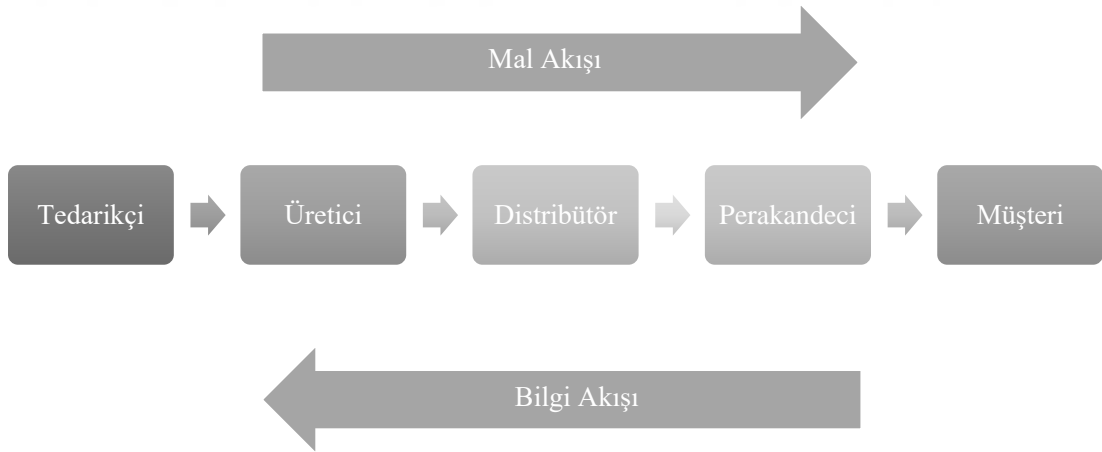 Mal Akışı
Tedarikçi
Üretici
Distribütör
Perakandeci
Müşteri
Bilgi Akışı